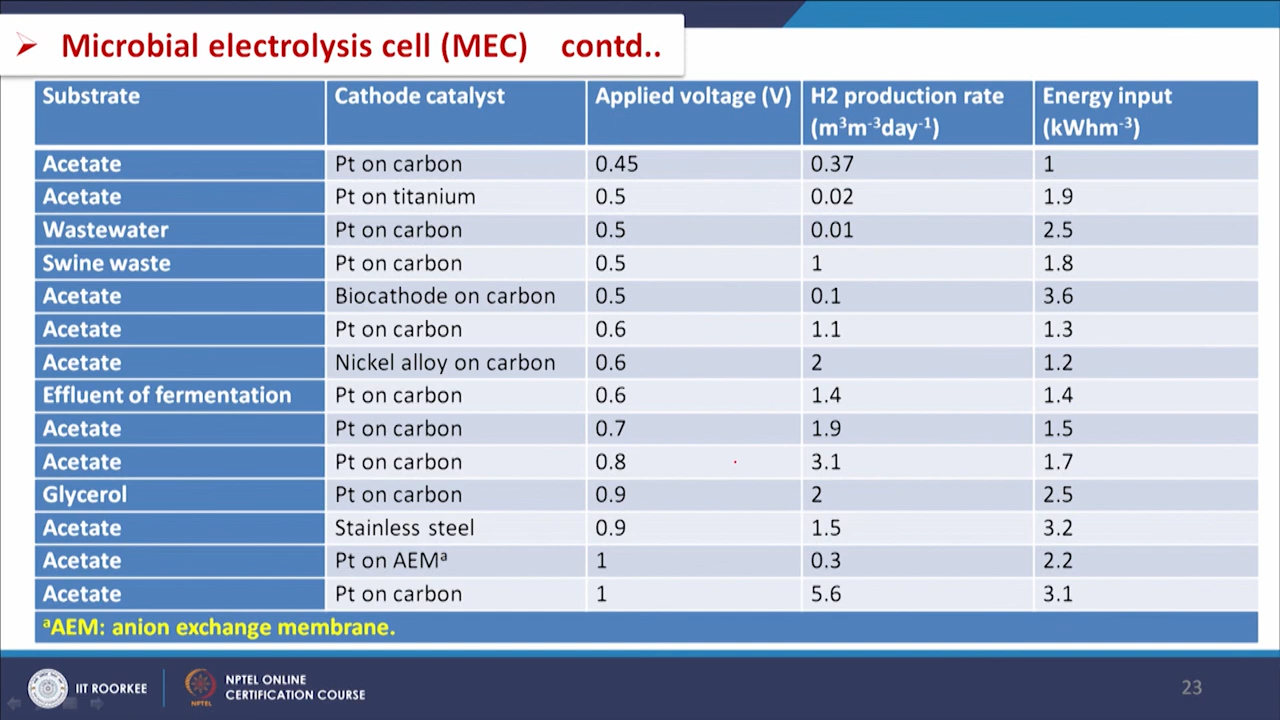 Microbial electrolysis cell (MEC) contd..
Substrate Cathode catalyst Applied voltage (V) H2 production rate (m³m⁻³day⁻¹) Energy input (kWhm⁻³)
Acetate Pt on carbon 0.45 0.37 1
Acetate Pt on titanium 0.5 0.02 1.9
Wastewater Pt on carbon 0.5 0.01 2.5
Swine waste Pt on carbon 0.5 1 1.8
Acetate Biocathode on carbon 0.5 0.1 3.6
Acetate Pt on carbon 0.6 1.1 1.3
Acetate Nickel alloy on carbon 0.6 2 1.2
Effluent of fermentation Pt on carbon 0.6 1.4 1.4
Acetate Pt on carbon 0.7 1.9 1.5
Acetate Pt on carbon 0.8 3.1 1.7
Glycerol Pt on carbon 0.9 2 2.5
Acetate Stainless steel 0.9 1.5 3.2
Acetate Pt on AEMᵃ 1 0.3 2.2
Acetate Pt on carbon 1 5.6 3.1
ᵃAEM: anion exchange membrane.
IIT ROORKEE
NPTEL
NPTEL ONLINE
CERTIFICATION COURSE
23